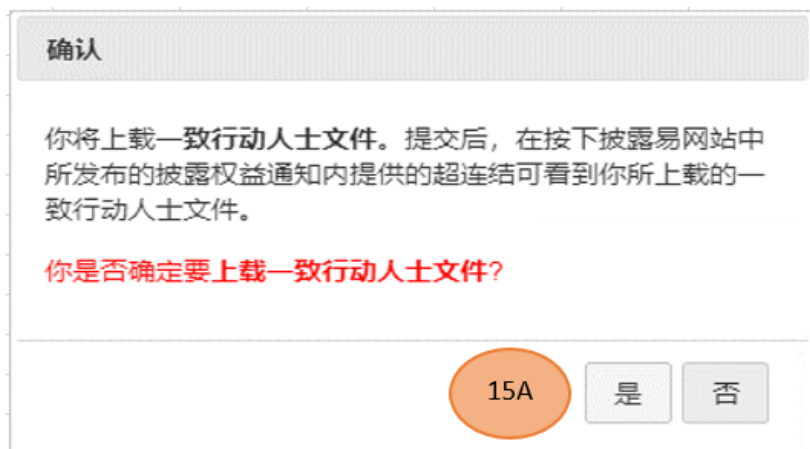 确认
你将上载一致行动人士文件。提交后，在按下披露易网站中
所发布的披露权益通知内提供的超连结可看到你所上载的一
致行动人士文件。
你是否确定要上载一致行动人士文件?
15A 是 否